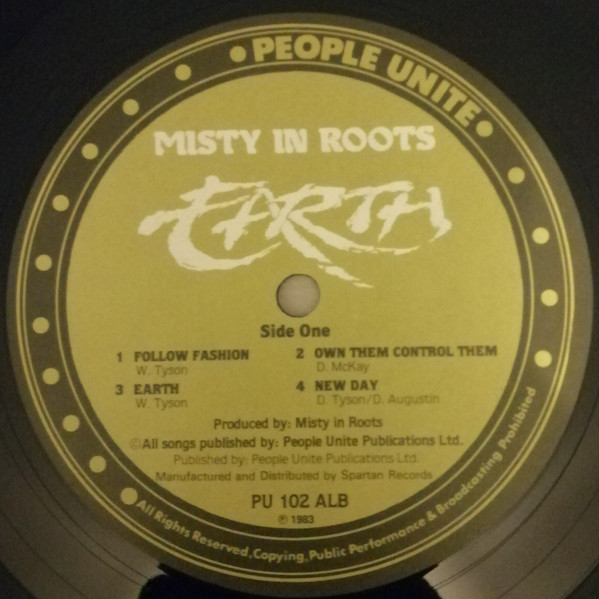 PEOPLE UNITE
MISTY IN ROOTS
EARTH
Side One
1 FOLLOW FASHION
W. Tyson
2 OWN THEM CONTROL THEM
D. McKay
3 EARTH
W. Tyson
4 NEW DAY
D. Tyson/D. Augustin
Produced by: Misty in Roots
©All songs published by: People Unite Publications Ltd.
Published by: People Unite Publications Ltd.
Manufactured and Distributed by Spartan Records
PU 102 ALB
℗ 1983
All Rights Reserved,Copying,Public Performance & Broadcasting Prohibited